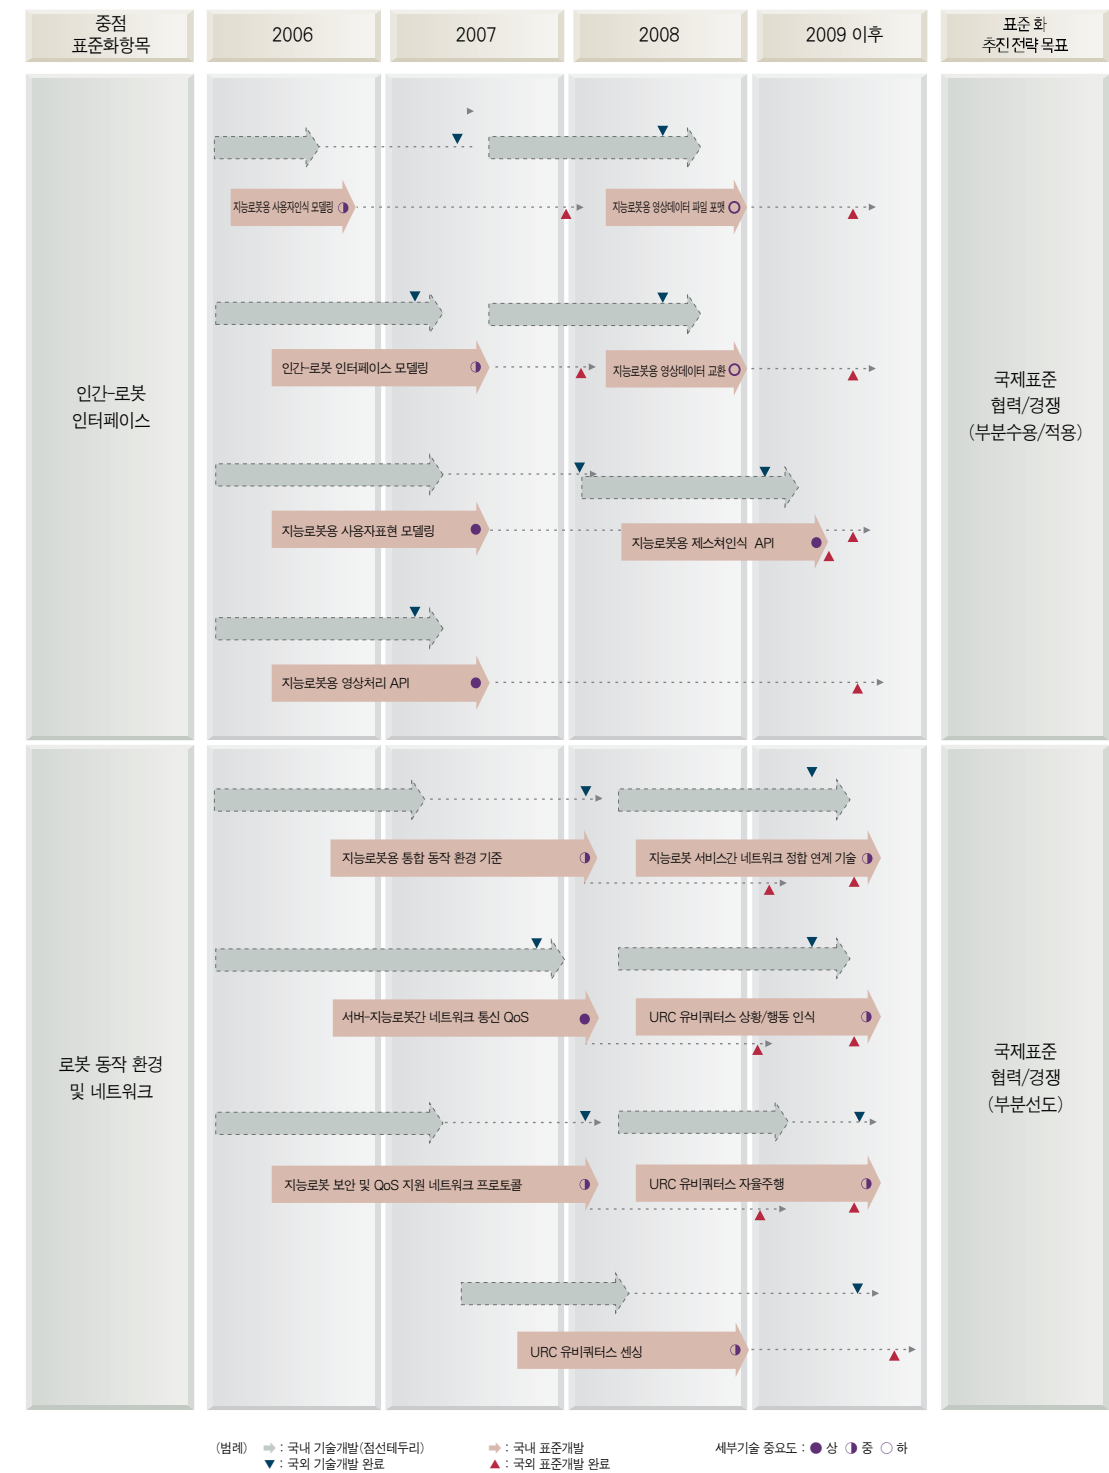 중점
표준화항목
2006
2007
2008
2009 이후
표준 화
추진 전략 목표
인간-로봇
인터페이스
지능로봇용 사용자인식 모델링
지능로봇용 영상데이터 파일 포맷
인간-로봇 인터페이스 모델링
지능로봇용 영상데이터 교환
지능로봇용 사용자표현 모델링
지능로봇용 제스쳐인식 API
지능로봇용 영상처리 API
국제표준
협력/경쟁
(부분수용/적용)
로봇 동작 환경
및 네트워크
지능로봇용 통합 동작 환경 기준
지능로봇 서비스간 네트워크 정합 연계 기술
서버-지능로봇간 네트워크 통신 QoS
URC 유비쿼터스 상황/행동 인식
지능로봇 보안 및 QoS 지원 네트워크 프로토콜
URC 유비쿼터스 자율주행
URC 유비쿼터스 센싱
국제표준
협력/경쟁
(부분선도)
(범례) : 국내 기술개발(점선테두리) : 국내 표준개발 세부기술 중요도 : 상 중 하
: 국외 기술개발 완료 : 국외 표준개발 완료